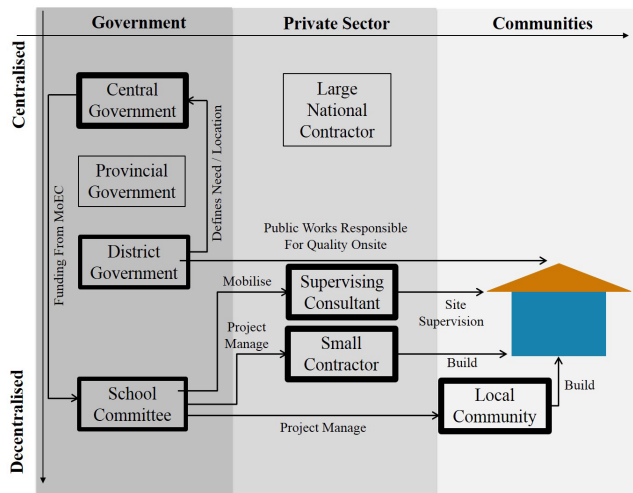 Government
Private Sector
Communities
Centralised
Decentralised
Central
Government
Large
National
Contractor
Provincial
Government
Defines Need / Location
Funding From MoEC
Public Works Responsible
For Quality Onsite
District
Government
Mobilise
Supervising
Consultant
Site
Supervision
Project
Manage
Small
Contractor
Build
School
Committee
Project Manage
Local
Community
Build